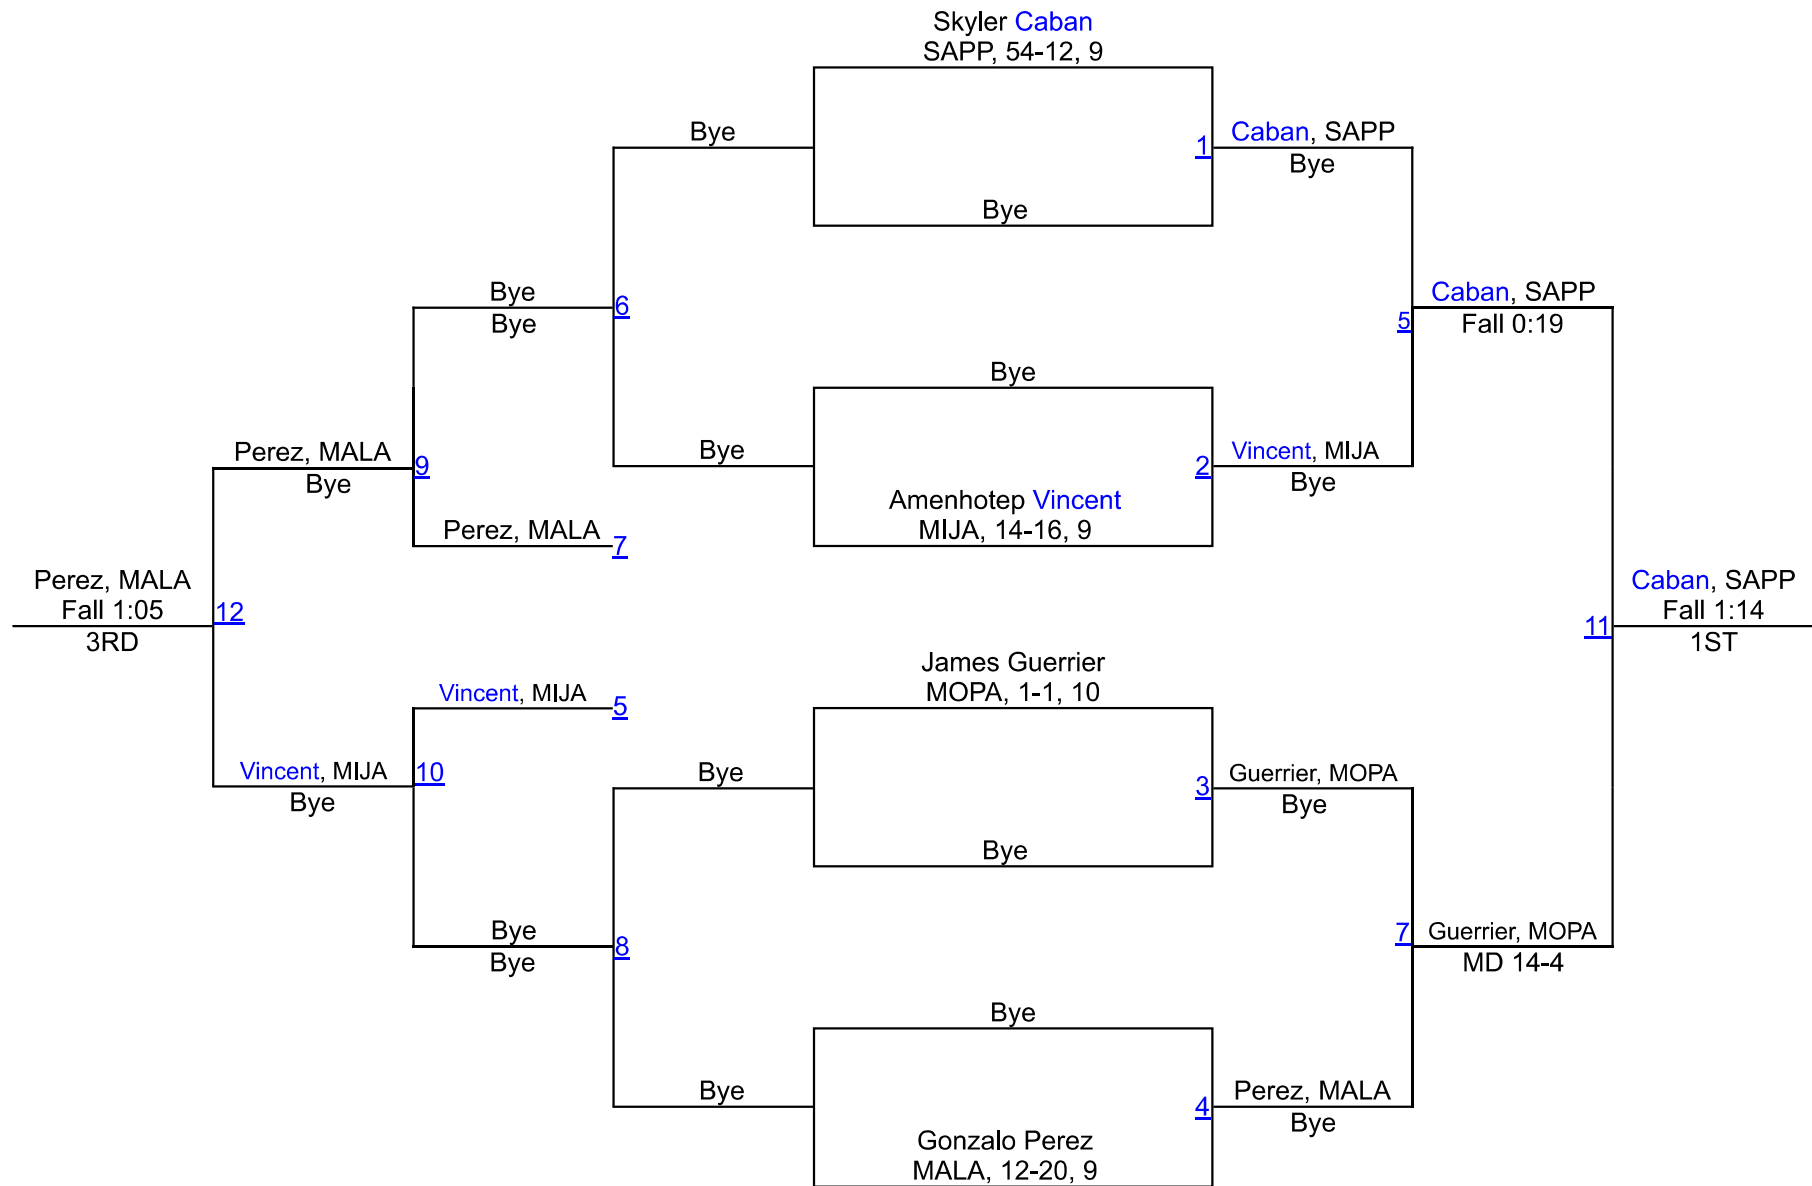 Skyler Caban
SAPP, 54-12, 9
Bye
1
Caban, SAPP
Bye
Bye
Bye
Bye
6
5
Caban, SAPP
Fall 0:19
Bye
Perez, MALA
Bye
9
Bye
2
Vincent, MIJA
Bye
Amenhotep Vincent
MIJA, 14-16, 9
Perez, MALA
7
Perez, MALA
Fall 1:05
3RD
12
11
Caban, SAPP
Fall 1:14
1ST
James Guerrier
MOPA, 1-1, 10
Vincent, MIJA
5
Vincent, MIJA
Bye
10
Bye
3
Guerrier, MOPA
Bye
Bye
Bye
Bye
8
7
Guerrier, MOPA
MD 14-4
Bye
Bye
4
Perez, MALA
Bye
Gonzalo Perez
MALA, 12-20, 9